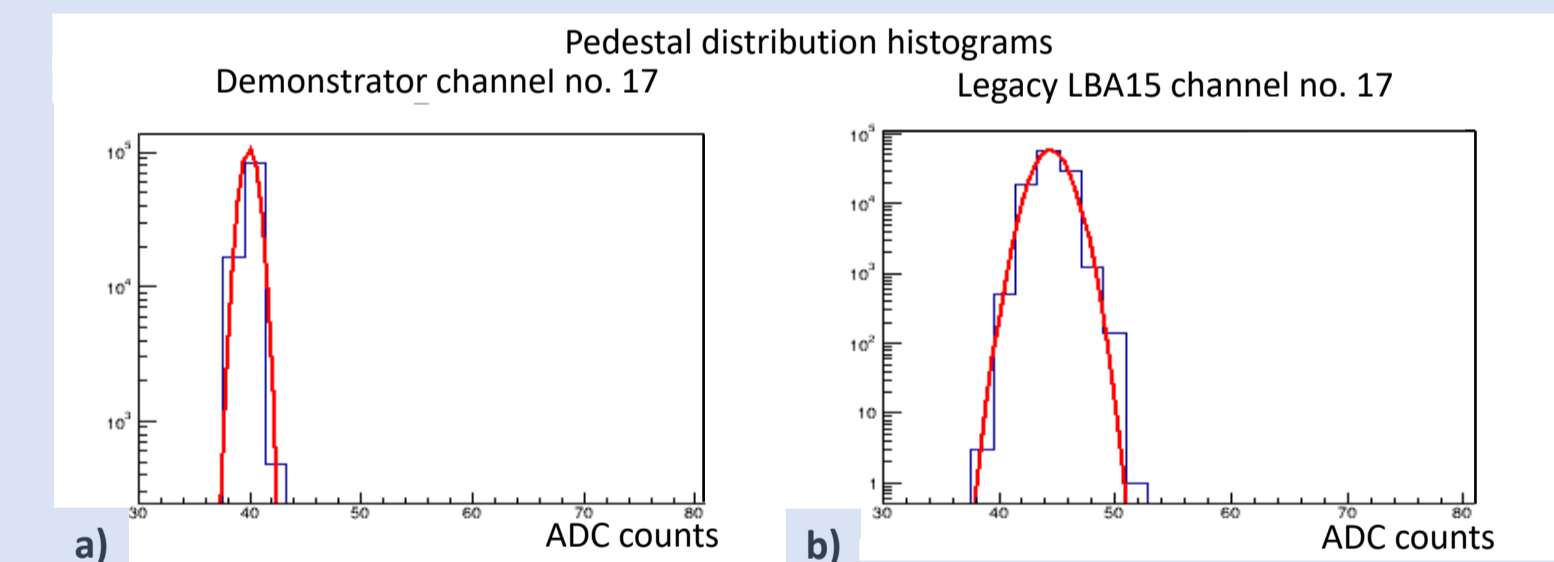 Pedestal distribution histograms
Demonstrator channel no. 17
Legacy LBA15 channel no. 17
10⁵
10⁴
10³
30 40 50 60 70 80
ADC counts
a)
10⁵
10⁴
10³
10²
10
1
30 40 50 60 70 80
ADC counts
b)